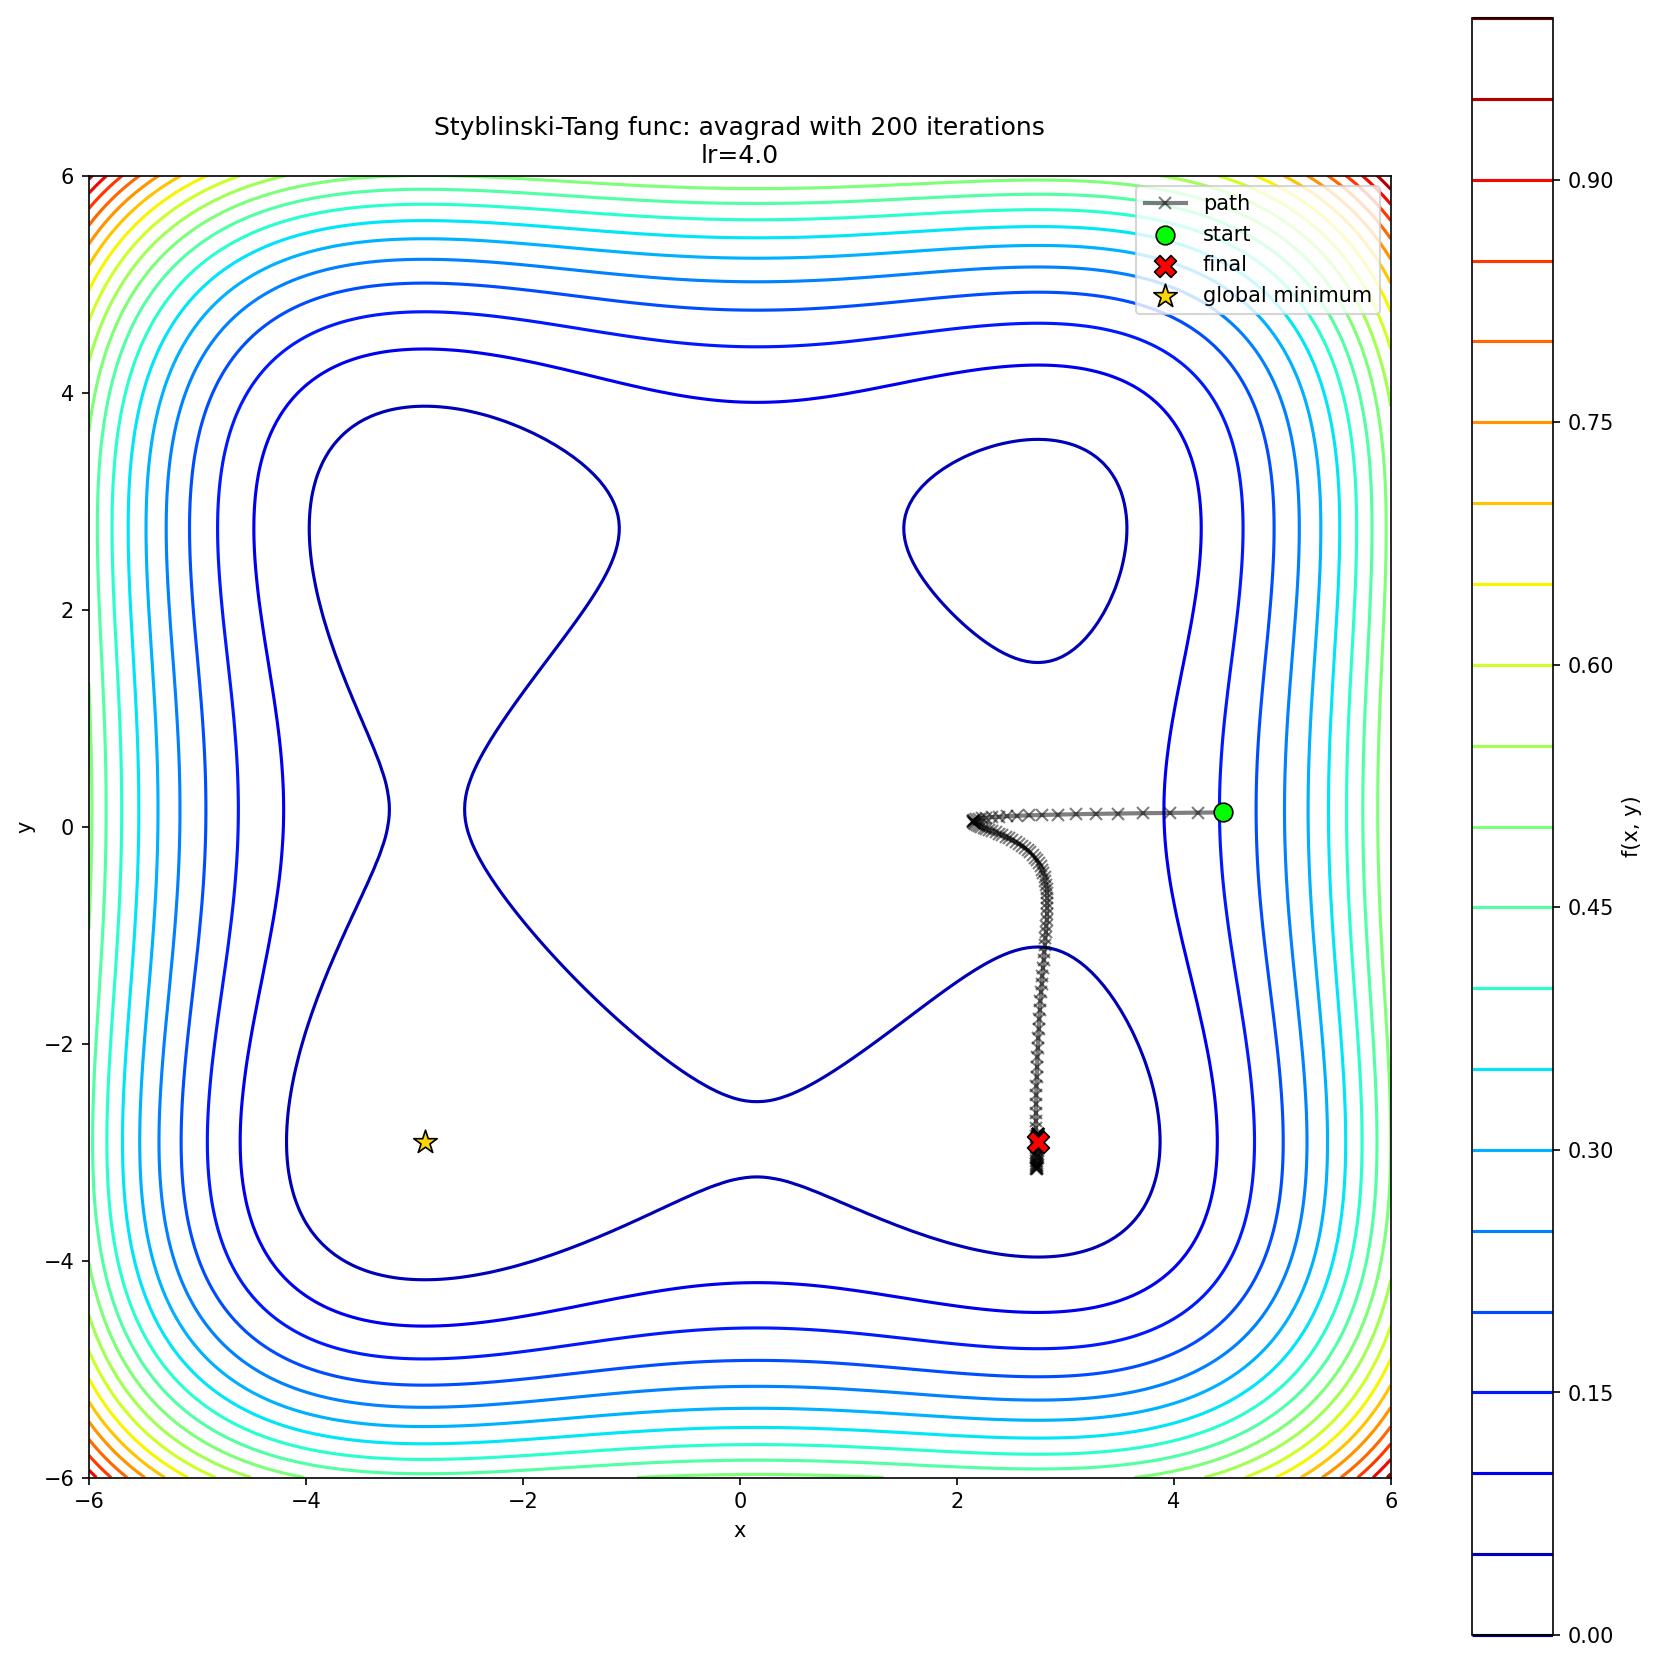 Styblinski-Tang func: avagrad with 200 iterations
lr=4.0
path
start
final
global minimum
6
4
2
0
−2
−4
−6
y
−6
−4
−2
0
2
4
6
x
0.90
0.75
0.60
0.45
0.30
0.15
0.00
f(x, y)